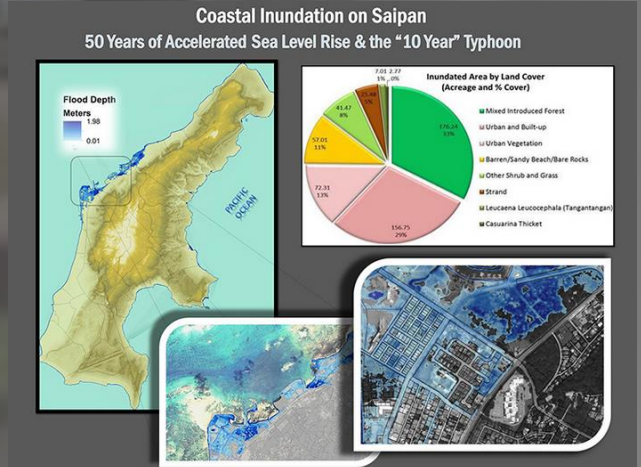 Coastal Inundation on Saipan
50 Years of Accelerated Sea Level Rise & the “10 Year” Typhoon
Flood Depth
Meters
1.98
0.01
PACIFIC
OCEAN
Inundated Area by Land Cover
(Acreage and % Cover)
7.01
1%
2.77
0%
5%
41.47
8%
57.01
11%
72.31
13%
156.75
29%
176.24
33%
Mixed Introduced Forest
Urban and Built-up
Urban Vegetation
Barren/Sandy Beach/Bare Rocks
Other Shrub and Grass
Strand
Leucaena Leucocephala (Tangantangan)
Casuarina Thicket